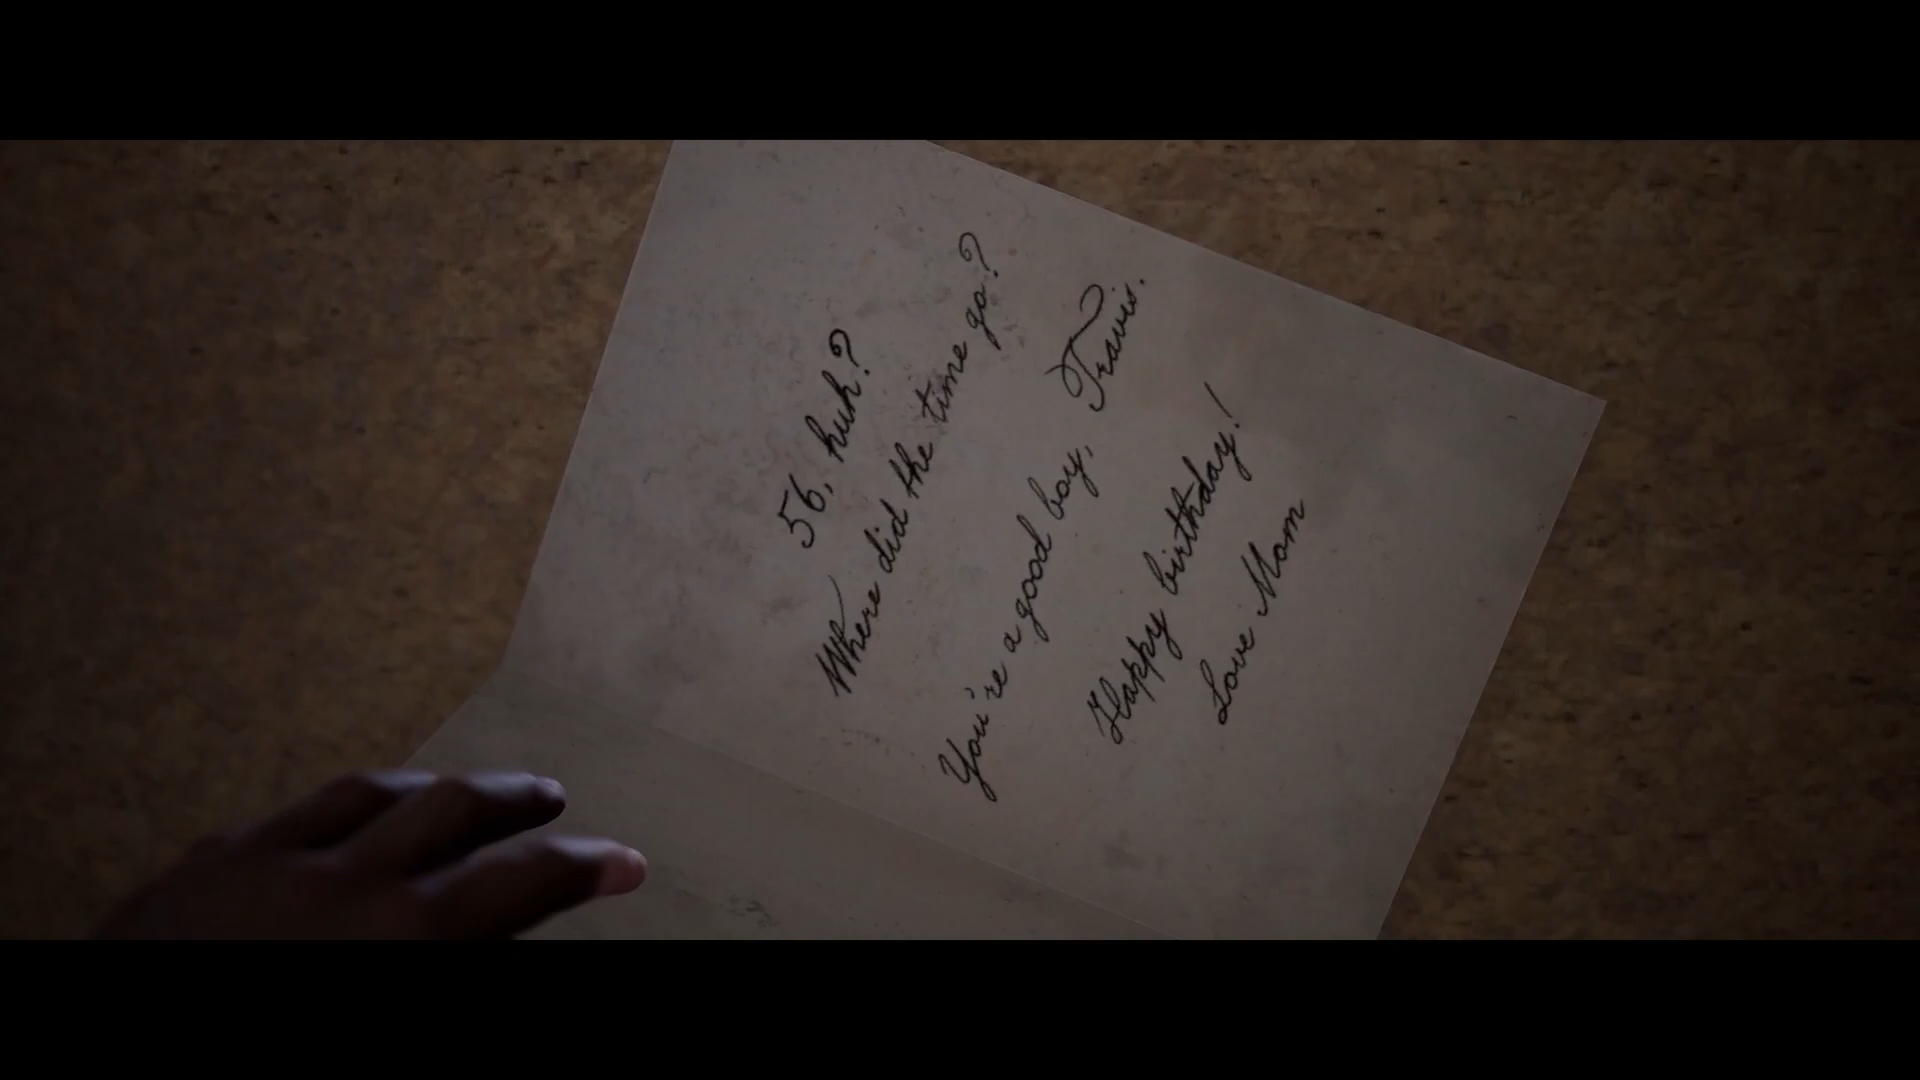 56, huh?
Where did the time go?
You're a good boy, Travis.
Happy birthday!
Love Mom